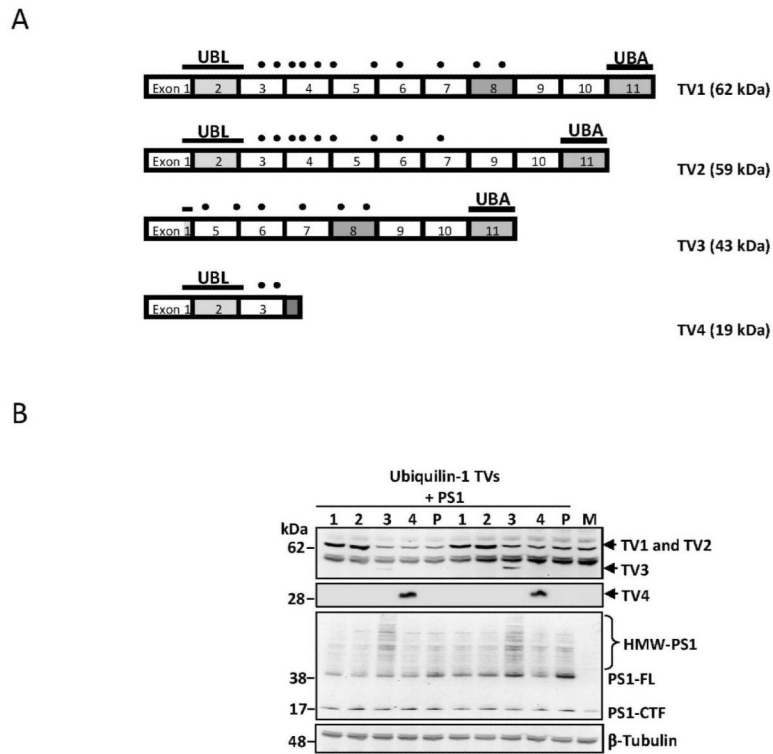 A
UBL UBA
Exon 1 2 3 4 5 6 7 8 9 10 11 TV1 (62 kDa)
UBL UBA
Exon 1 2 3 4 5 6 7 9 10 11 TV2 (59 kDa)
UBA
Exon 1 5 6 7 8 9 10 11 TV3 (43 kDa)
UBL
Exon 1 2 3 TV4 (19 kDa)
B
Ubiquilin-1 TVs
+ PS1
kDa 1 2 3 4 P 1 2 3 4 P M
62 TV1 and TV2
TV3
28 TV4
HMW-PS1
38 PS1-FL
17 PS1-CTF
48 β-Tubulin